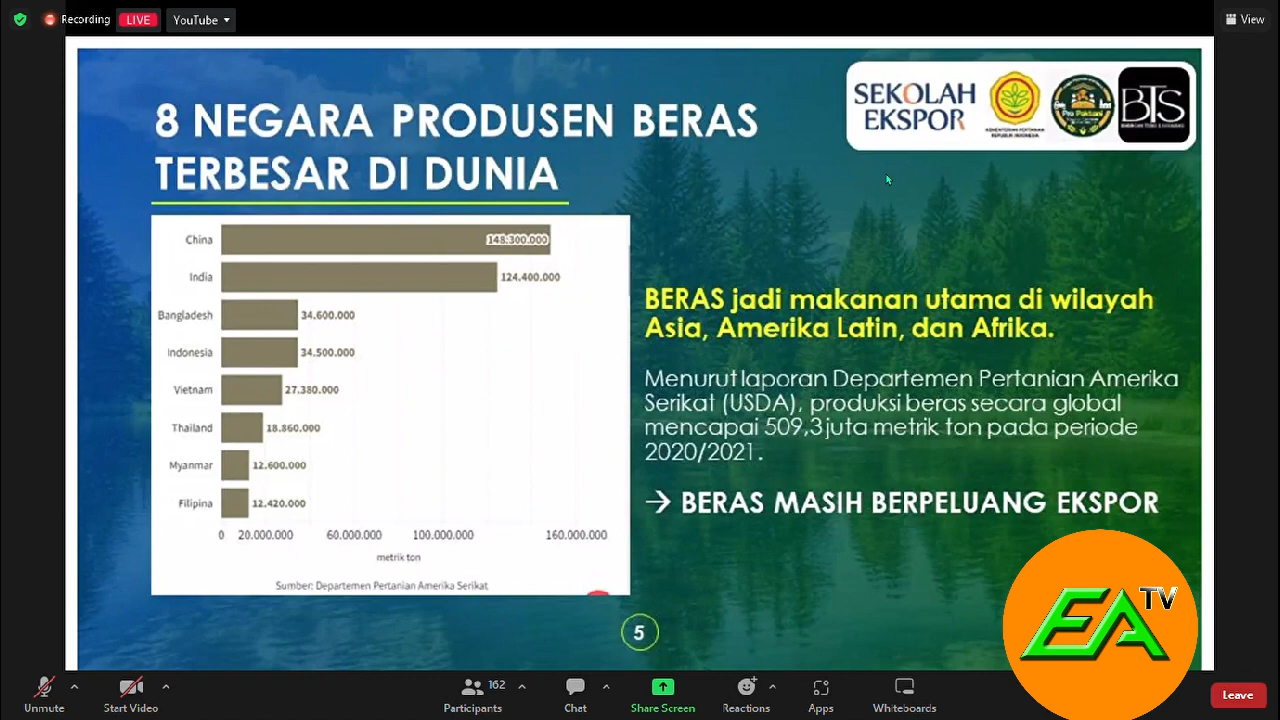 Recording
LIVE
YouTube
View
8 NEGARA PRODUSEN BERAS
TERBESAR DI DUNIA
SEKOLAH
EKSPOR
KEMENTERIAN PERTANIAN
REPUBLIK INDONESIA
Pro Paktani
BTS
China 148.300.000
India 124.400.000
Bangladesh 34.600.000
Indonesia 34.500.000
Vietnam 27.380.000
Thailand 18.860.000
Myanmar 12.600.000
Filipina 12.420.000
0 20.000.000 60.000.000 100.000.000 160.000.000
metrik ton
Sumber: Departemen Pertanian Amerika Serikat
BERAS jadi makanan utama di wilayah
Asia, Amerika Latin, dan Afrika.
Menurut laporan Departemen Pertanian Amerika
Serikat (USDA), produksi beras secara global
mencapai 509,3 juta metrik ton pada periode
2020/2021.
→ BERAS MASIH BERPELUANG EKSPOR
5
EA TV
Unmute
Start Video
162
Participants
Chat
Share Screen
Reactions
Apps
Whiteboards
Leave